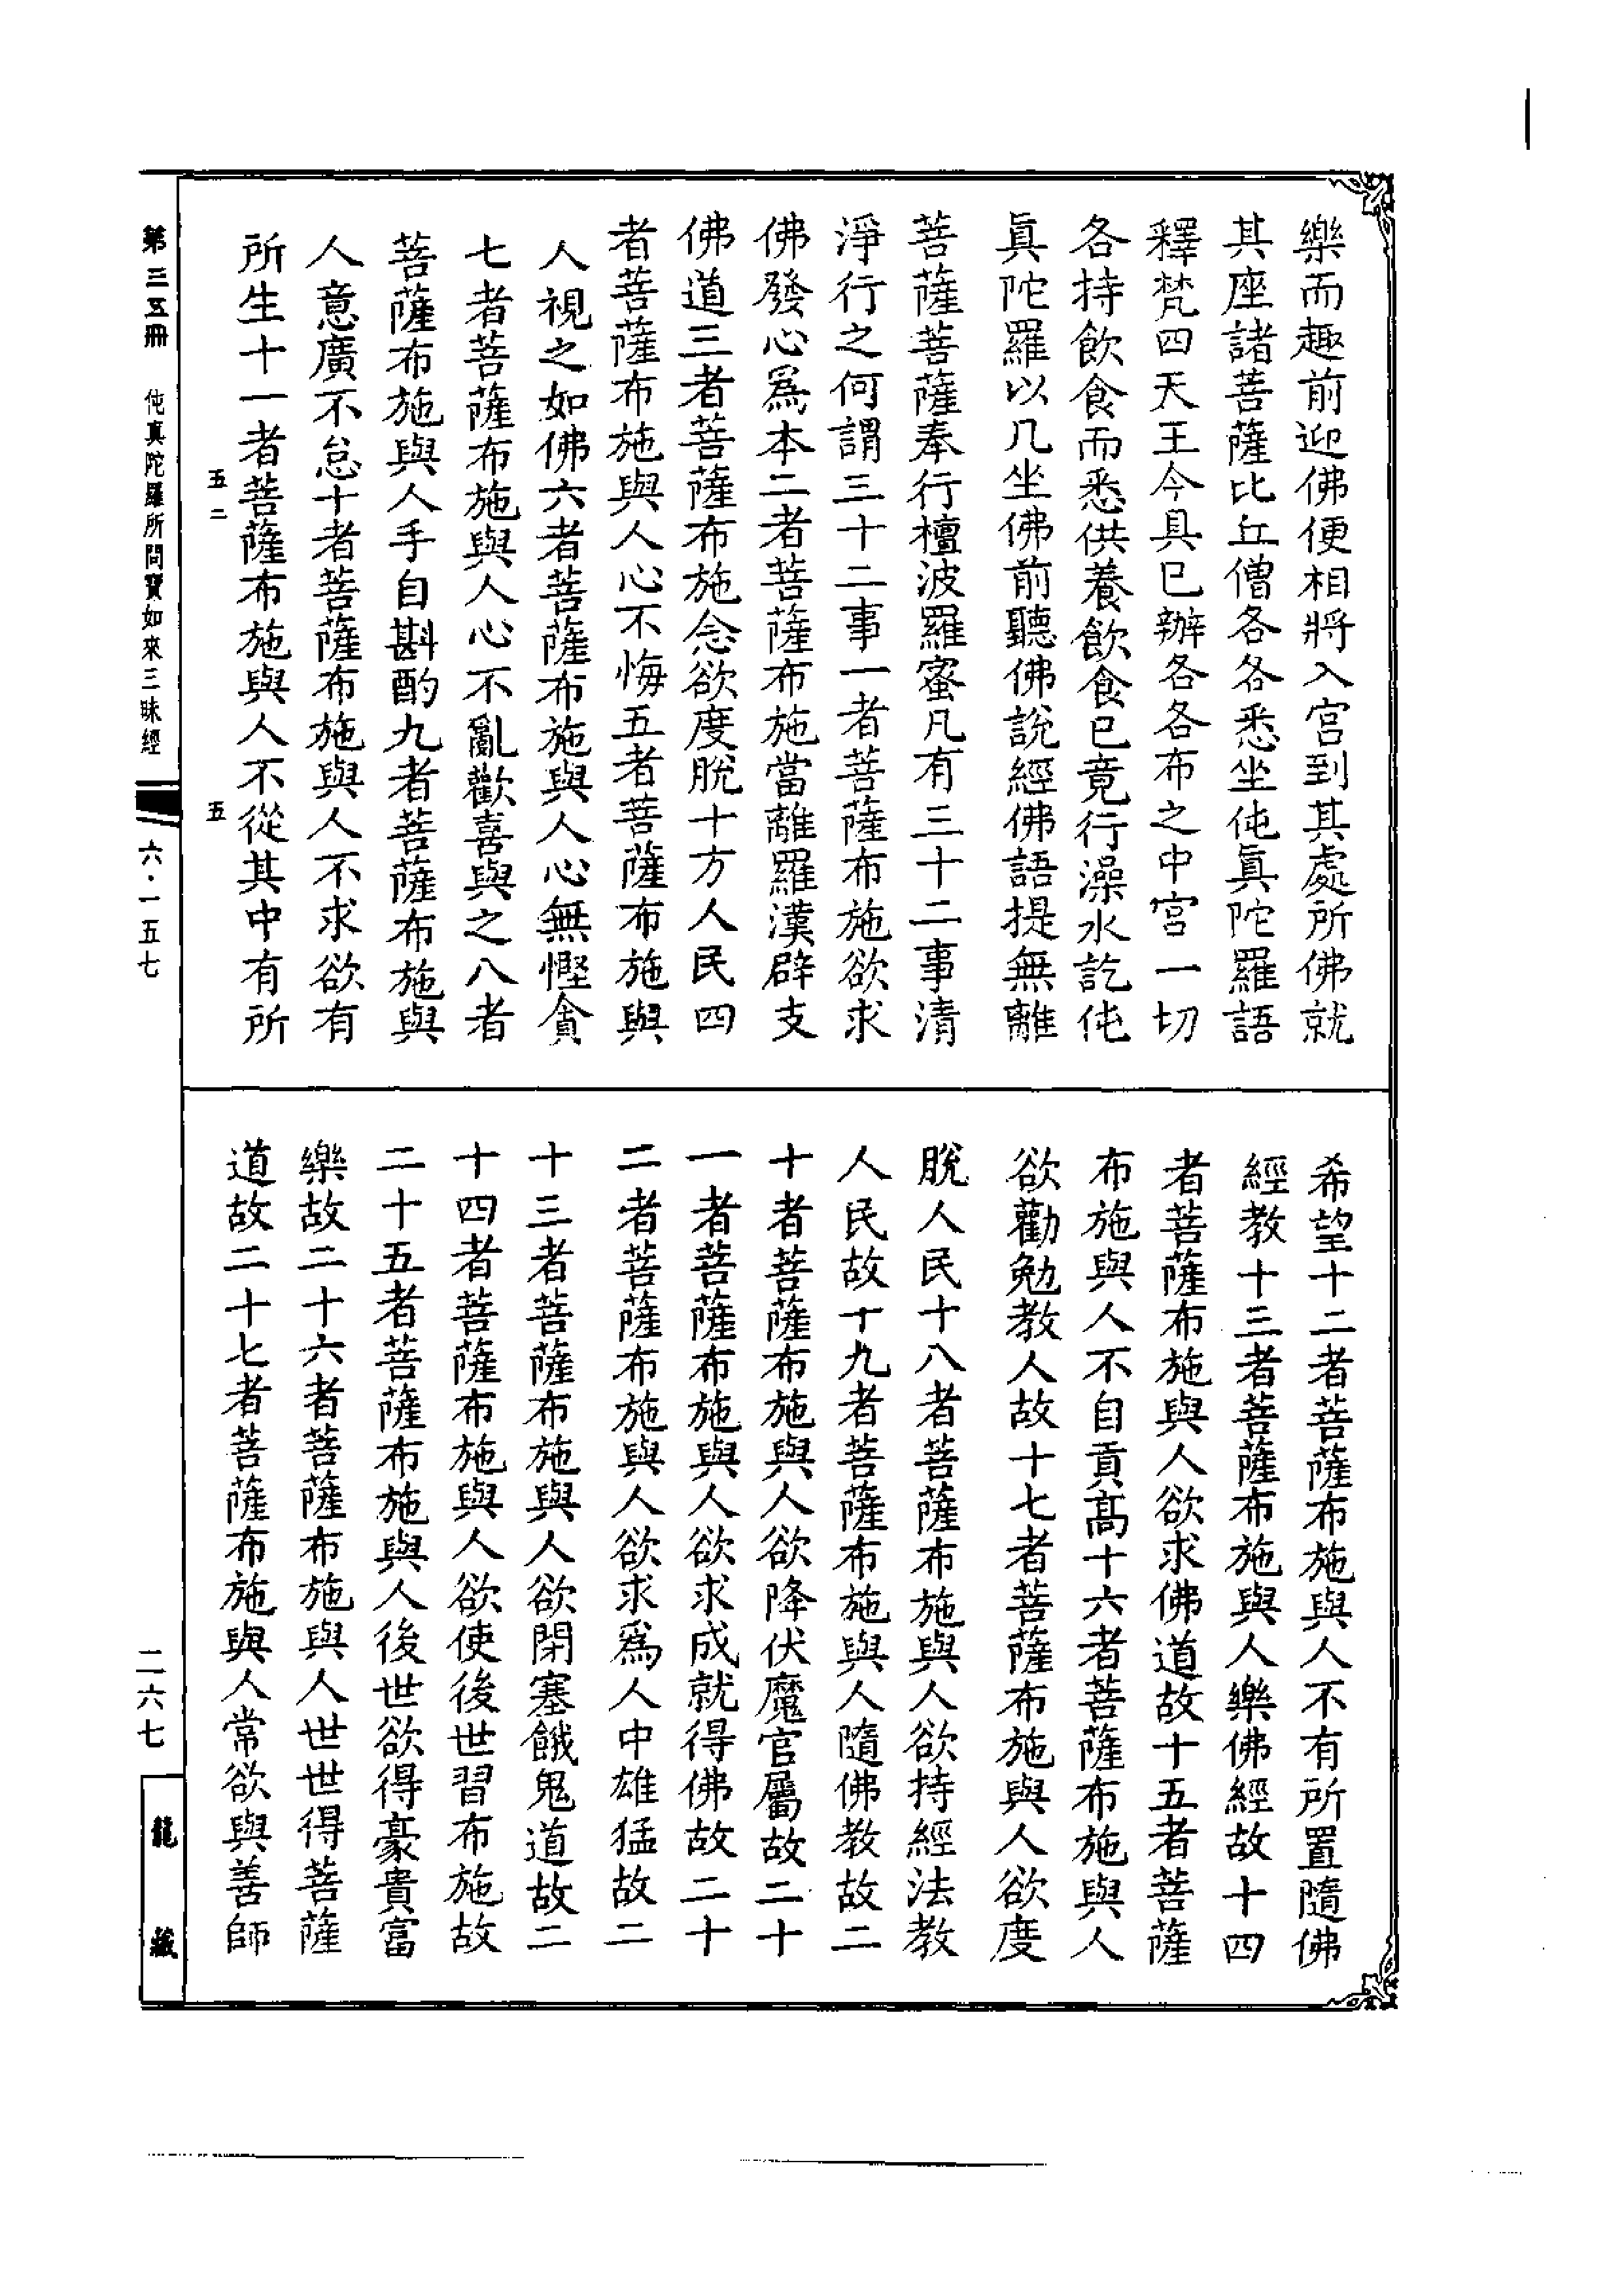 樂而趣前迎佛便相將入宮到其處所佛就
其座諸菩薩比丘僧各各悉坐伅眞陀羅語
釋梵四天王今具已辦各各布之中宮一切
各持飲食而悉供養飲食已竟行澡水訖伅
眞陀羅以几坐佛前聽佛說經佛語提無離
菩薩菩薩奉行檀波羅蜜凡有三十二事清
淨行之何謂三十二事一者菩薩布施欲求
佛發心爲本二者菩薩布施當離羅漢辟支
佛道三者菩薩布施念欲度脫十方人民四
者菩薩布施與人心不悔五者菩薩布施與
人視之如佛六者菩薩布施與人心無慳貪
七者菩薩布施與人心不亂歡喜與之八者
菩薩布施與人手自斟酌九者菩薩布施與
人意廣不怠十者菩薩布施與人不求欲有
所生十一者菩薩布施與人不從其中有所
五二
五
希望十二者菩薩布施與人不有所置隨佛
經教十三者菩薩布施與人樂佛經故十四
者菩薩布施與人欲求佛道故十五者菩薩
布施與人不自貢高十六者菩薩布施與人
欲勸勉教人故十七者菩薩布施與人欲度
脫人民十八者菩薩布施與人欲持經法教
人民故十九者菩薩布施與人隨佛教故二
十者菩薩布施與人欲降伏魔官屬故二十
一者菩薩布施與人欲求成就得佛故二十
二者菩薩布施與人欲求爲人中雄猛故二
十三者菩薩布施與人欲閉塞餓鬼道故二
十四者菩薩布施與人欲使後世習布施故
二十五者菩薩布施與人後世欲得豪貴富
樂故二十六者菩薩布施與人世世得菩薩
道故二十七者菩薩布施與人常欲與善師
第三五冊 伅真陀羅所問寶如來三昧經 六·一五七
二六七
龍藏